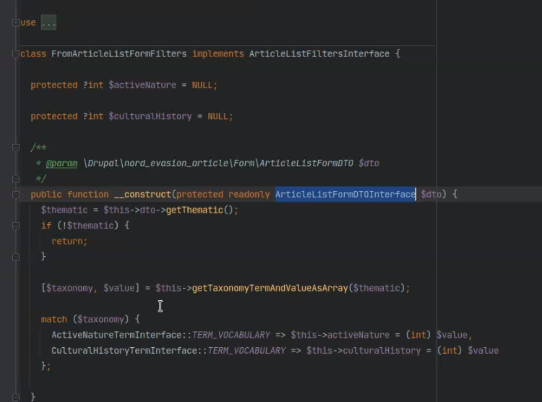 use ...
class FromArticleListFormFilters implements ArticleListFiltersInterface {
protected ?int $activeNature = NULL;
protected ?int $culturalHistory = NULL;
/**
* @param \Drupal\nord_evasion_article\Form\ArticleListFormDTO $dto
*/
public function __construct(protected readonly ArticleListFormDTOInterface $dto) {
$thematic = $this->dto->getThematic();
if (!$thematic) {
return;
}
[$taxonomy, $value] = $this->getTaxonomyTermAndValueAsArray($thematic);
match ($taxonomy) {
ActiveNatureTermInterface::TERM_VOCABULARY => $this->activeNature = (int) $value,
CulturalHistoryTermInterface::TERM_VOCABULARY => $this->culturalHistory = (int) $value
};
}